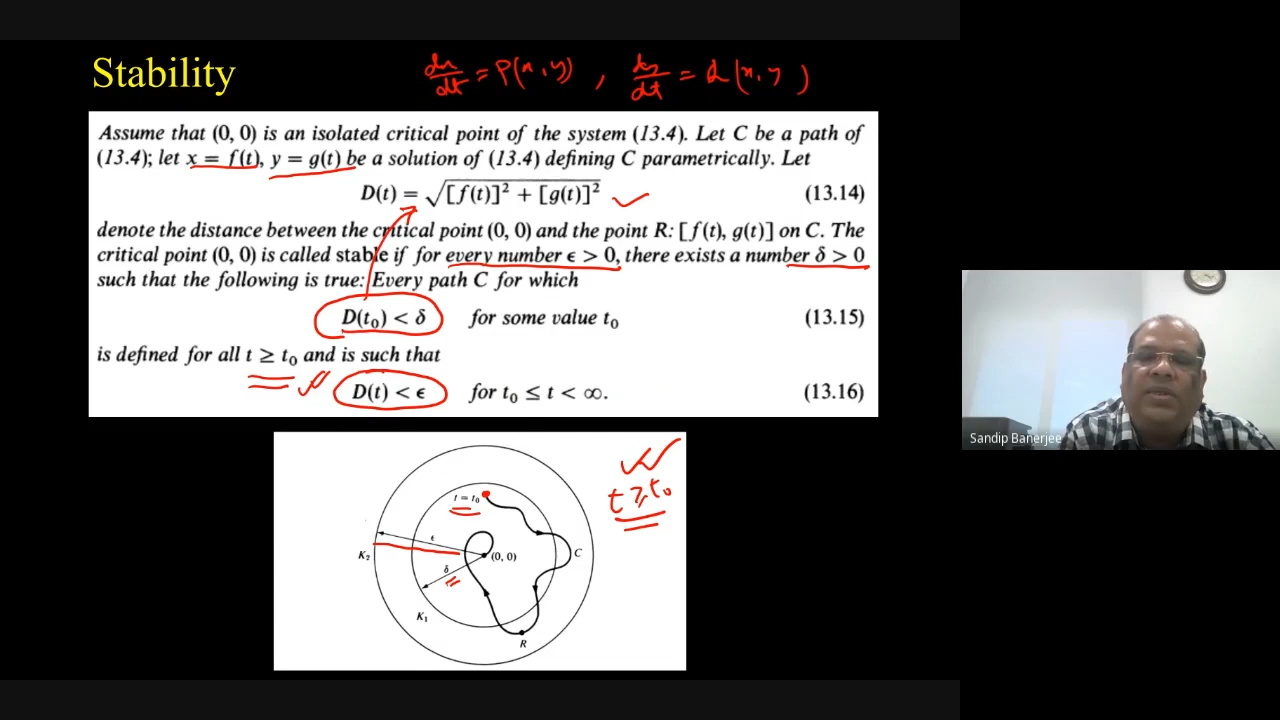 Stability
dx/dt = P(x, y) , dy/dt = Q(x, y)
Assume that (0, 0) is an isolated critical point of the system (13.4). Let C be a path of
(13.4); let x = f(t), y = g(t) be a solution of (13.4) defining C parametrically. Let
D(t) = √[f(t)]² + [g(t)]² (13.14)
denote the distance between the critical point (0, 0) and the point R: [f(t), g(t)] on C. The
critical point (0, 0) is called stable if for every number ϵ > 0, there exists a number δ > 0
such that the following is true: Every path C for which
D(t₀) < δ for some value t₀ (13.15)
is defined for all t ≥ t₀ and is such that
D(t) < ϵ for t₀ ≤ t < ∞. (13.16)
t = t₀
t ≥ t₀
ϵ
K₂
(0, 0)
C
δ
K₁
R
Sandip Banerjee